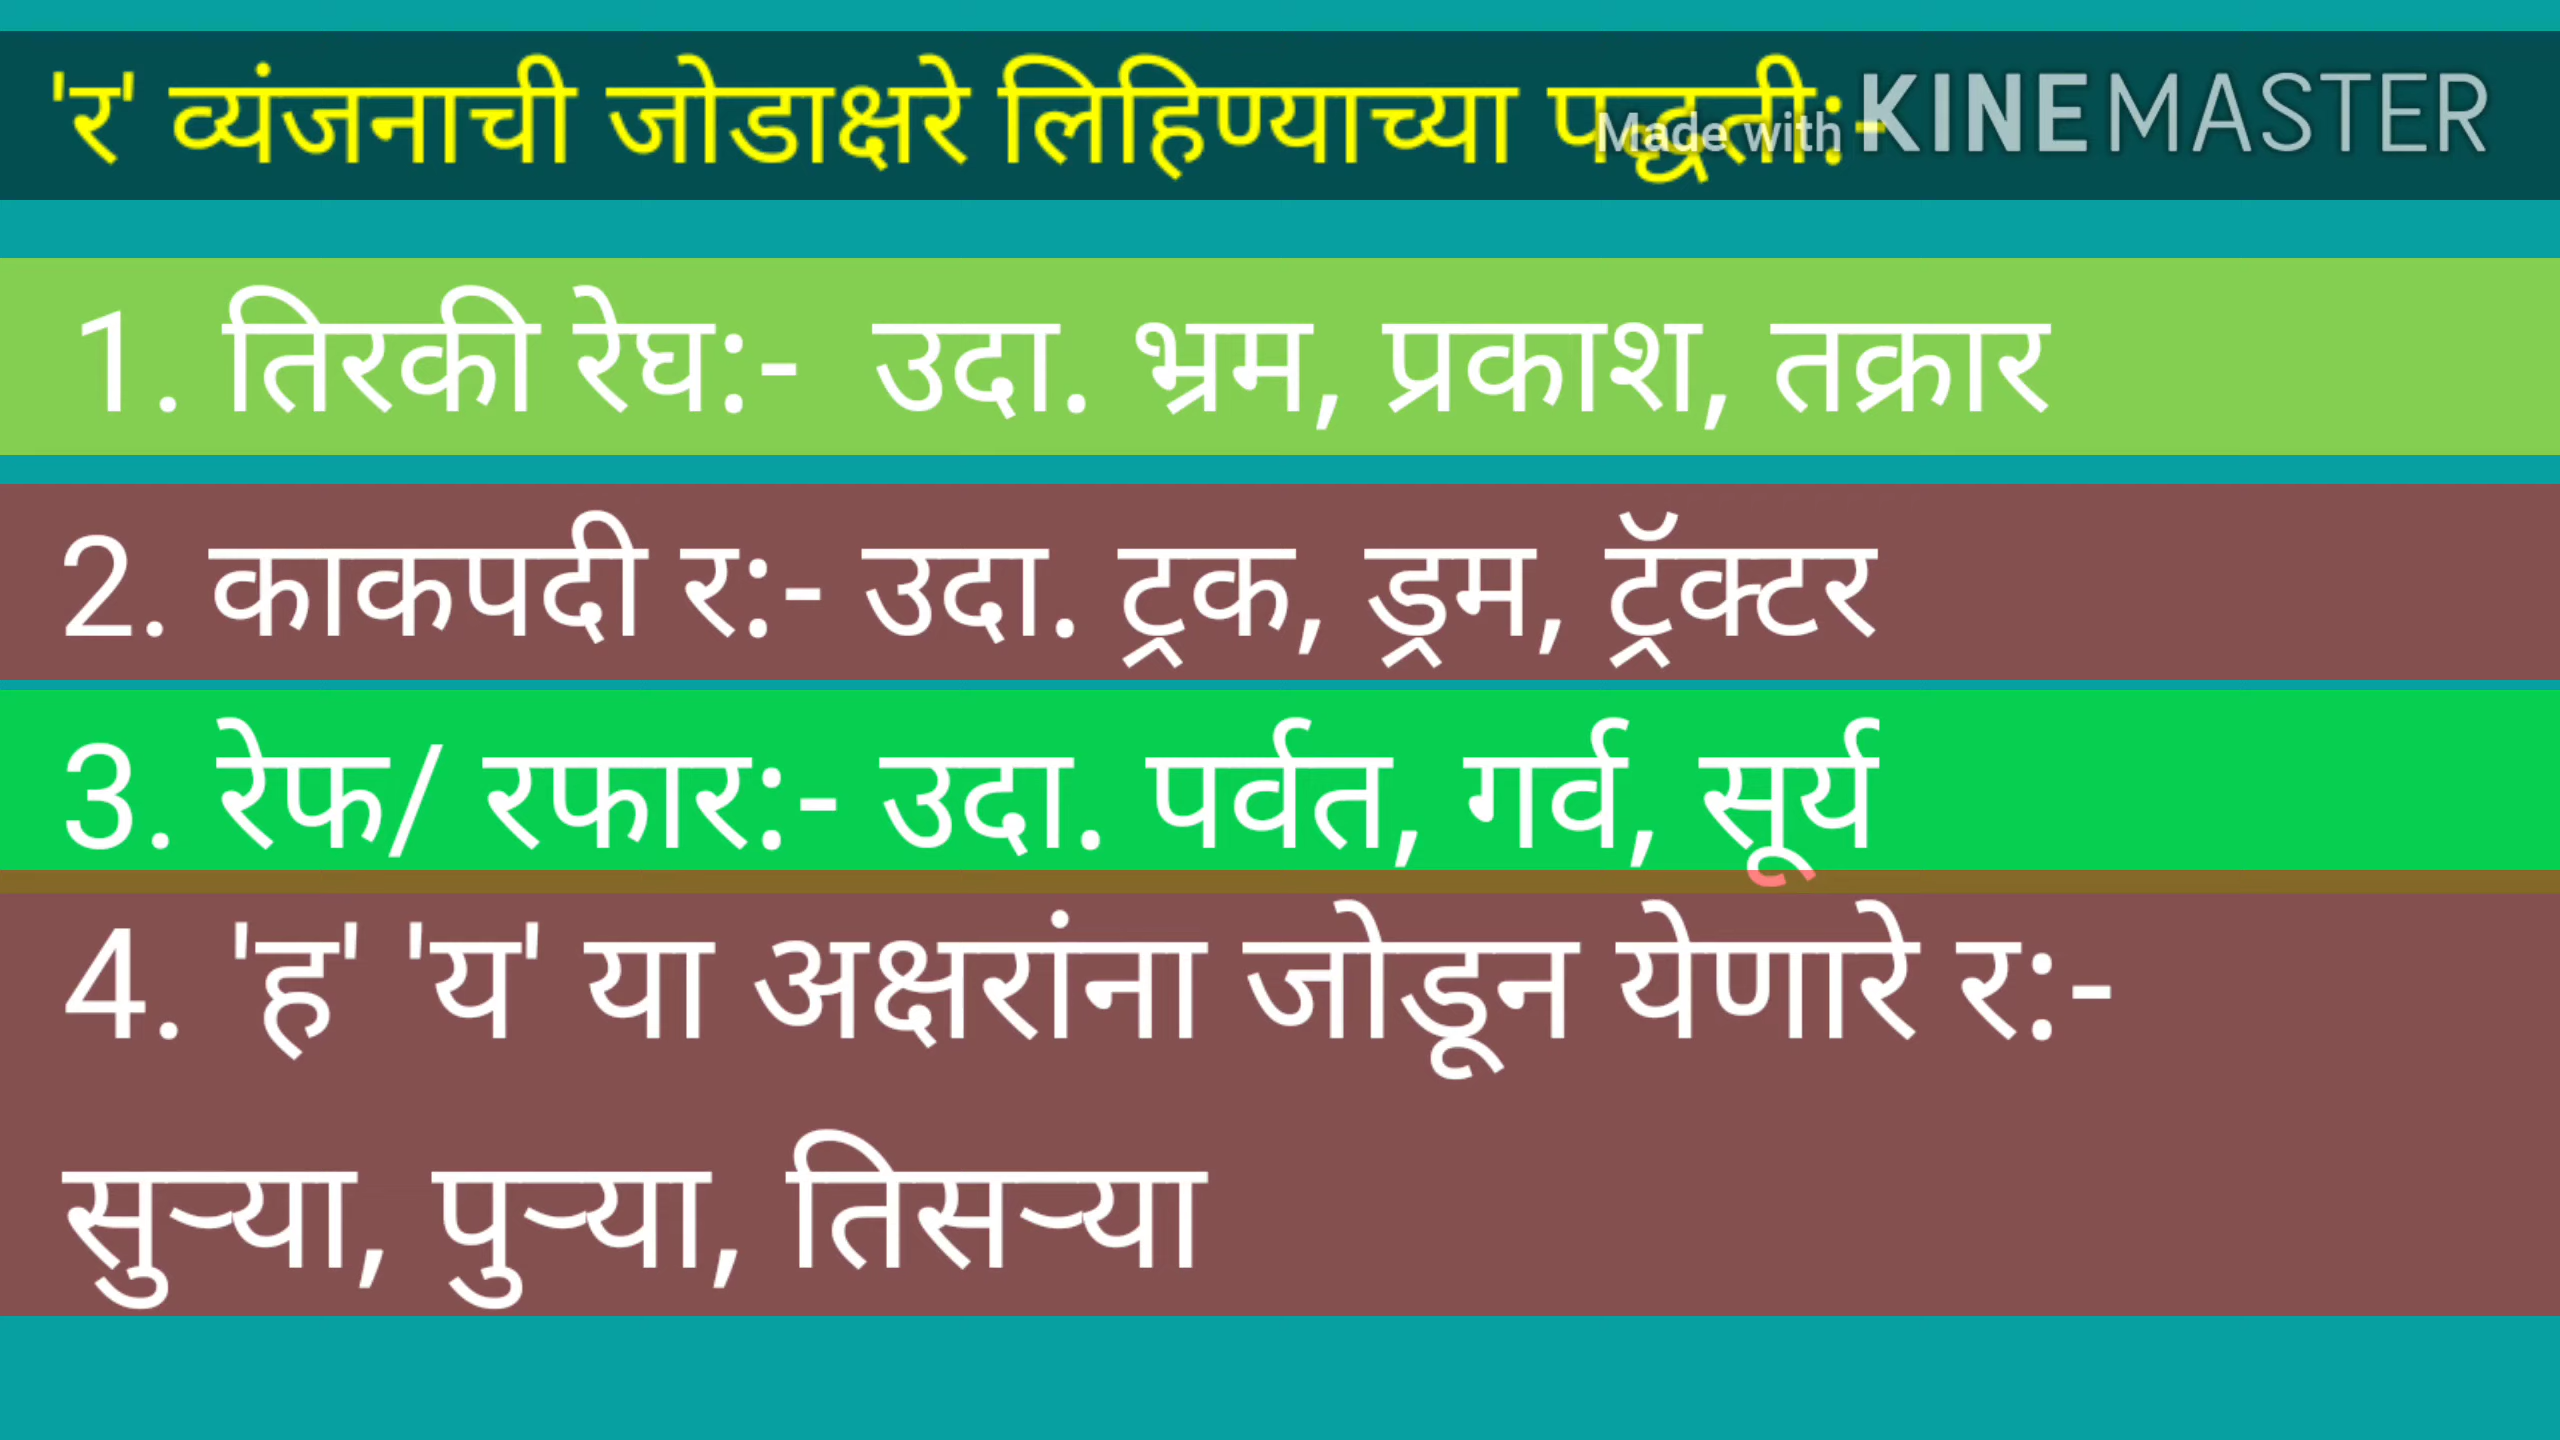 'र' व्यंजनाची जोडाक्षरे लिहिण्याच्या पद्धती:-
Made with KINEMASTER
1. तिरकी रेघ:- उदा. भ्रम, प्रकाश, तक्रार
2. काकपदी र:- उदा. ट्रक, ड्रम, ट्रॅक्टर
3. रेफ/ रफार:- उदा. पर्वत, गर्व, सूर्य
4. 'ह' 'य' या अक्षरांना जोडून येणारे र:-
सुऱ्या, पुऱ्या, तिसऱ्या